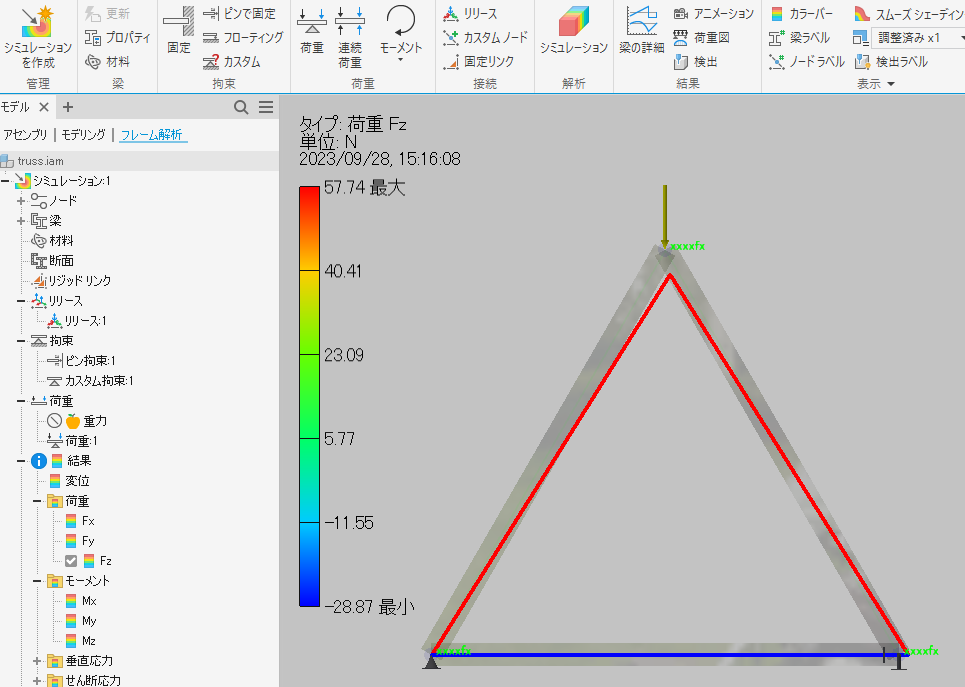 シミュレーション
を作成
管理
更新
プロパティ
材料
梁
固定
ピンで固定
フローティング
カスタム
拘束
荷重
連続
荷重
モーメント
荷重
リリース
カスタム ノード
固定リンク
接続
シミュレーション
解析
梁の詳細
アニメーション
荷重図
検出
結果
カラーバー
梁ラベル
ノードラベル
スムーズ シェーディン
調整済み x1
検出ラベル
表示
モデル
アセンブリ | モデリング | フレーム解析
truss.iam
シミュレーション:1
ノード
梁
材料
断面
リジッド リンク
リリース
リリース:1
拘束
ピン拘束:1
カスタム拘束:1
荷重
重力
荷重:1
結果
変位
荷重
Fx
Fy
Fz
モーメント
Mx
My
Mz
垂直応力
せん断応力
タイプ: 荷重 Fz
単位: N
2023/09/28, 15:16:08
57.74 最大
40.41
23.09
5.77
-11.55
-28.87 最小
xxxxfx
xxxxfx
xxxxfx